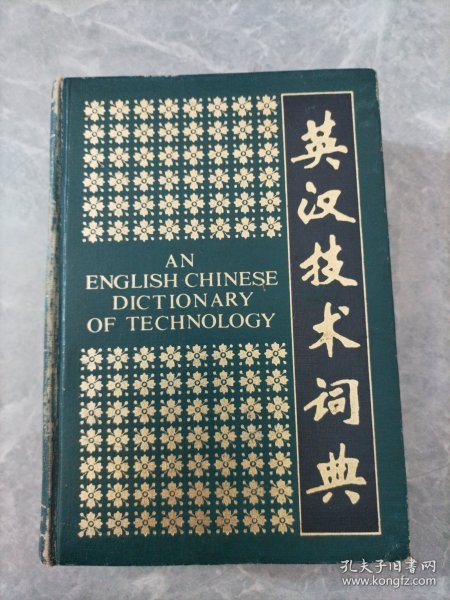 AN
ENGLISH CHINESE
DICTIONARY
OF TECHNOLOGY
英汉技术词典
孔夫子旧书网
www.kongfz.com